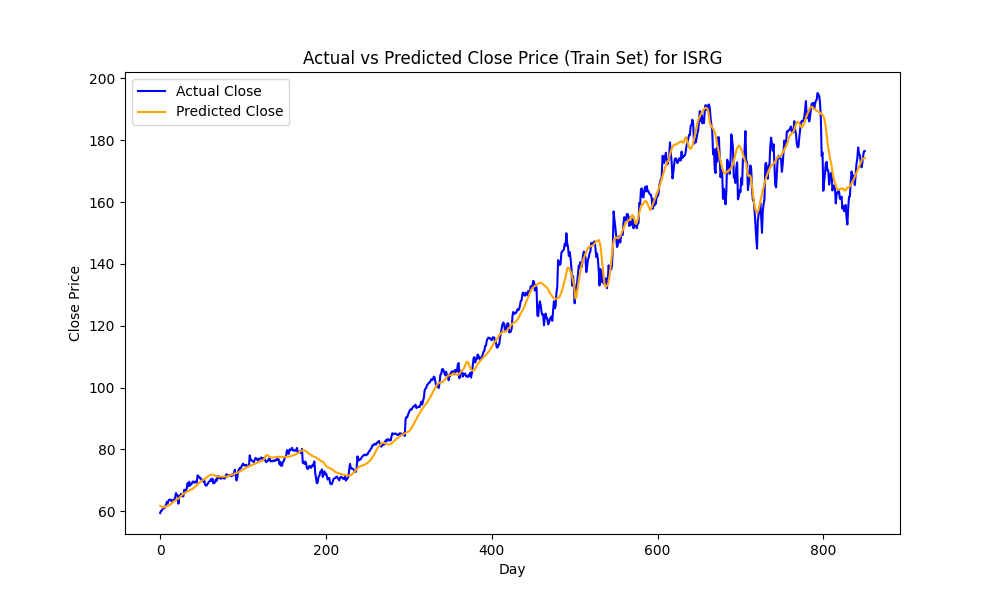 Actual vs Predicted Close Price (Train Set) for ISRG
Actual Close
Predicted Close
200
180
160
140
120
100
80
60
Close Price
0 200 400 600 800
Day